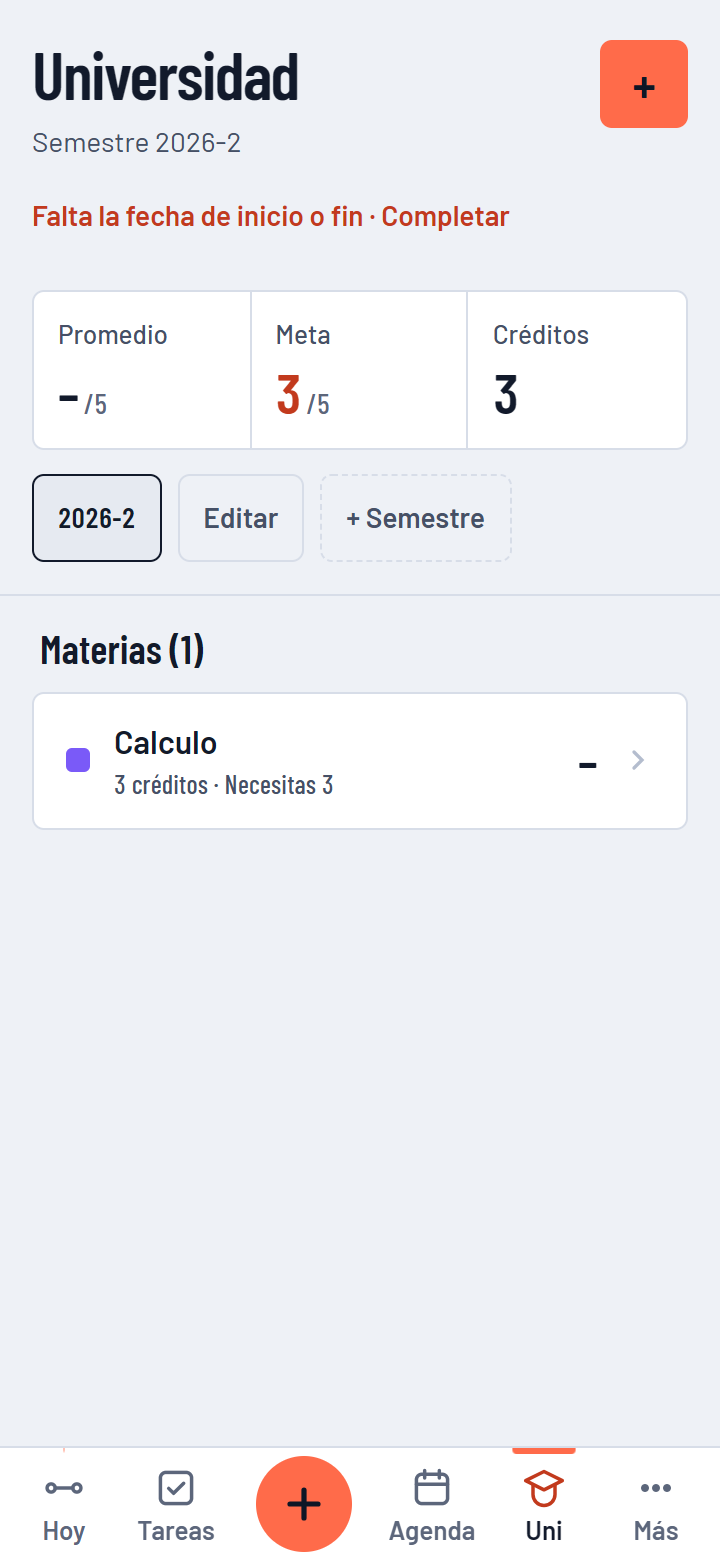 Universidad
+
Semestre 2026-2
Falta la fecha de inicio o fin · Completar
Promedio
Meta
Créditos
-/5
3/5
3
2026-2
Editar
+ Semestre
Materias (1)
Calculo
3 créditos · Necesitas 3
-
Hoy
Tareas
Agenda
Uni
Más